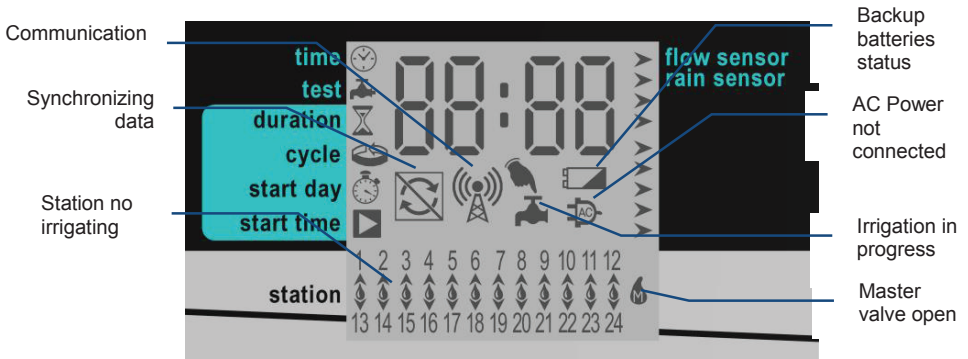 Communication
Synchronizing
data
Station no
irrigating
time
test
duration
cycle
start day
start time
station
88:88
AC
1 2 3 4 5 6 7 8 9 10 11 12
M
13 14 15 16 17 18 19 20 21 22 23 24
flow sensor
rain sensor
Backup
batteries
status
AC Power
not
connected
Irrigation in
progress
Master
valve open